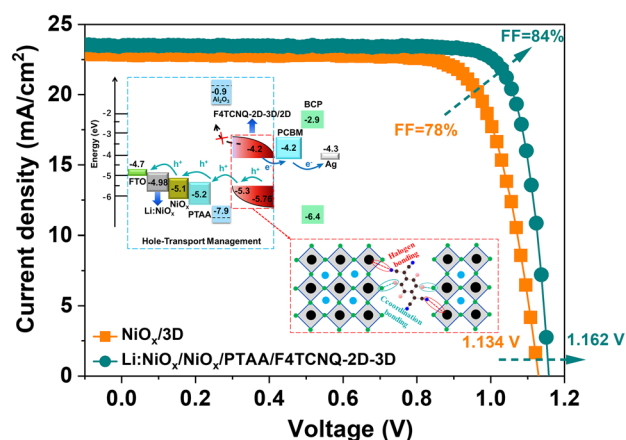 25
20
15
10
5
0
Current density (mA/cm²)
FF=84%
FF=78%
-2
-3
-4
-5
-6
Energy (eV)
-0.9
Al₂O₃
F4TCNQ-2D-3D/2D
BCP
-2.9
PCBM
-4.2
-4.2
-4.3
Ag
e⁻
e⁻
-4.7
FTO
h⁺
h⁺
h⁺
h⁺
-4.98
-5.1
-5.2
-5.3
-5.76
Li:NiOₓ
NiOₓ
PTAA
-7.9
-6.4
Hole-Transport Management
Halogen
bonding
Ccoordination
bonding
NiOₓ/3D
Li:NiOₓ/NiOₓ/PTAA/F4TCNQ-2D-3D
1.134 V
1.162 V
0.0
0.2
0.4
0.6
0.8
1.0
1.2
Voltage (V)